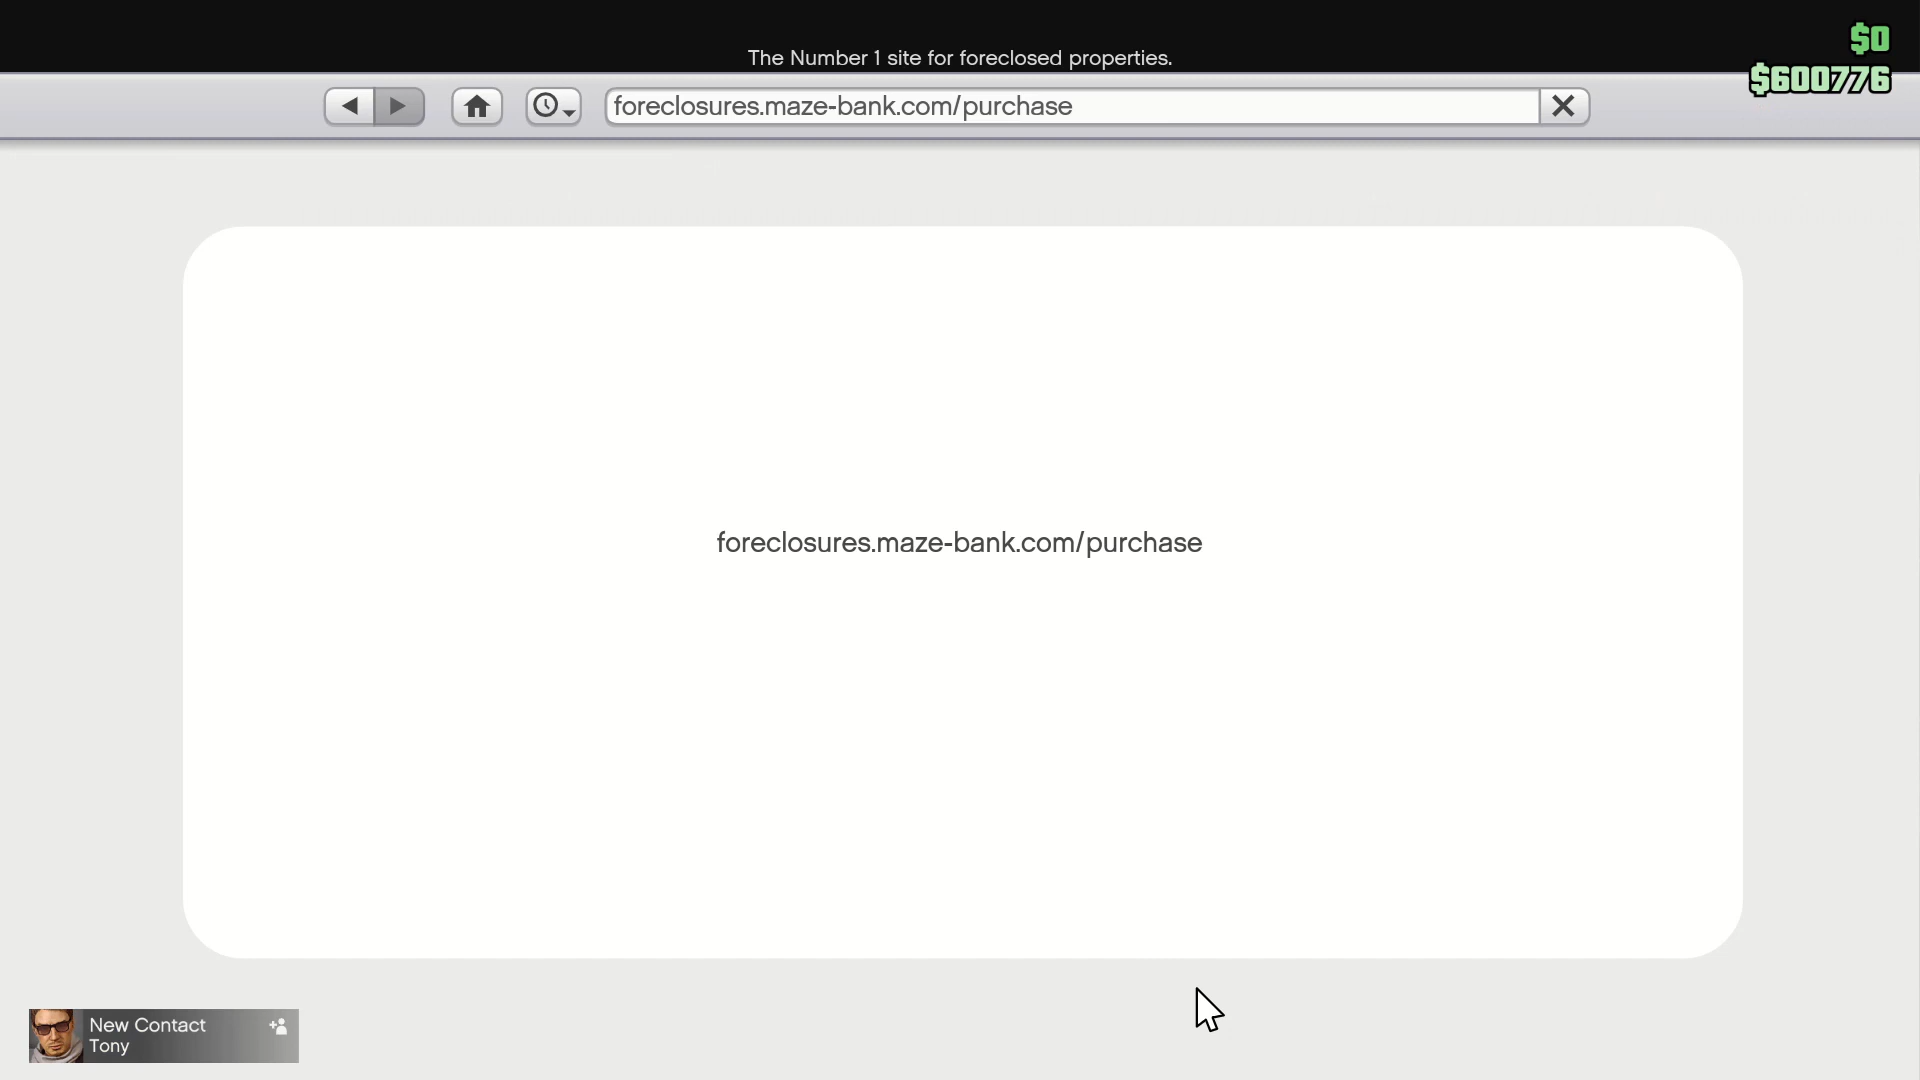 The Number 1 site for foreclosed properties.
$0
$600776
foreclosures.maze-bank.com/purchase
foreclosures.maze-bank.com/purchase
New Contact
Tony